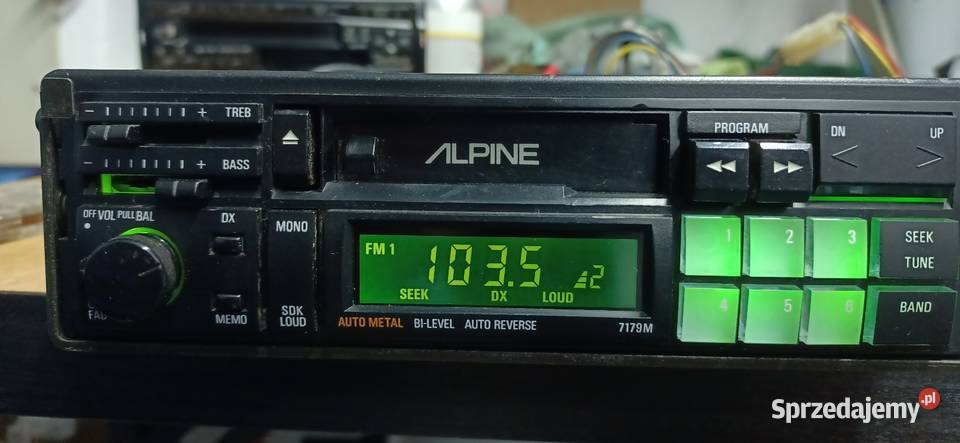 - + TREB
- + BASS
OFF VOL PULL BAL
DX
FAD
MEMO
MONO
SDK
LOUD
ALPINE
FM 1
103.5 2
SEEK DX LOUD
AUTO METAL BI-LEVEL AUTO REVERSE 7179M
PROGRAM
DN UP
1 2 3
4 5 6
SEEK
TUNE
BAND
Sprzedajemy.pl